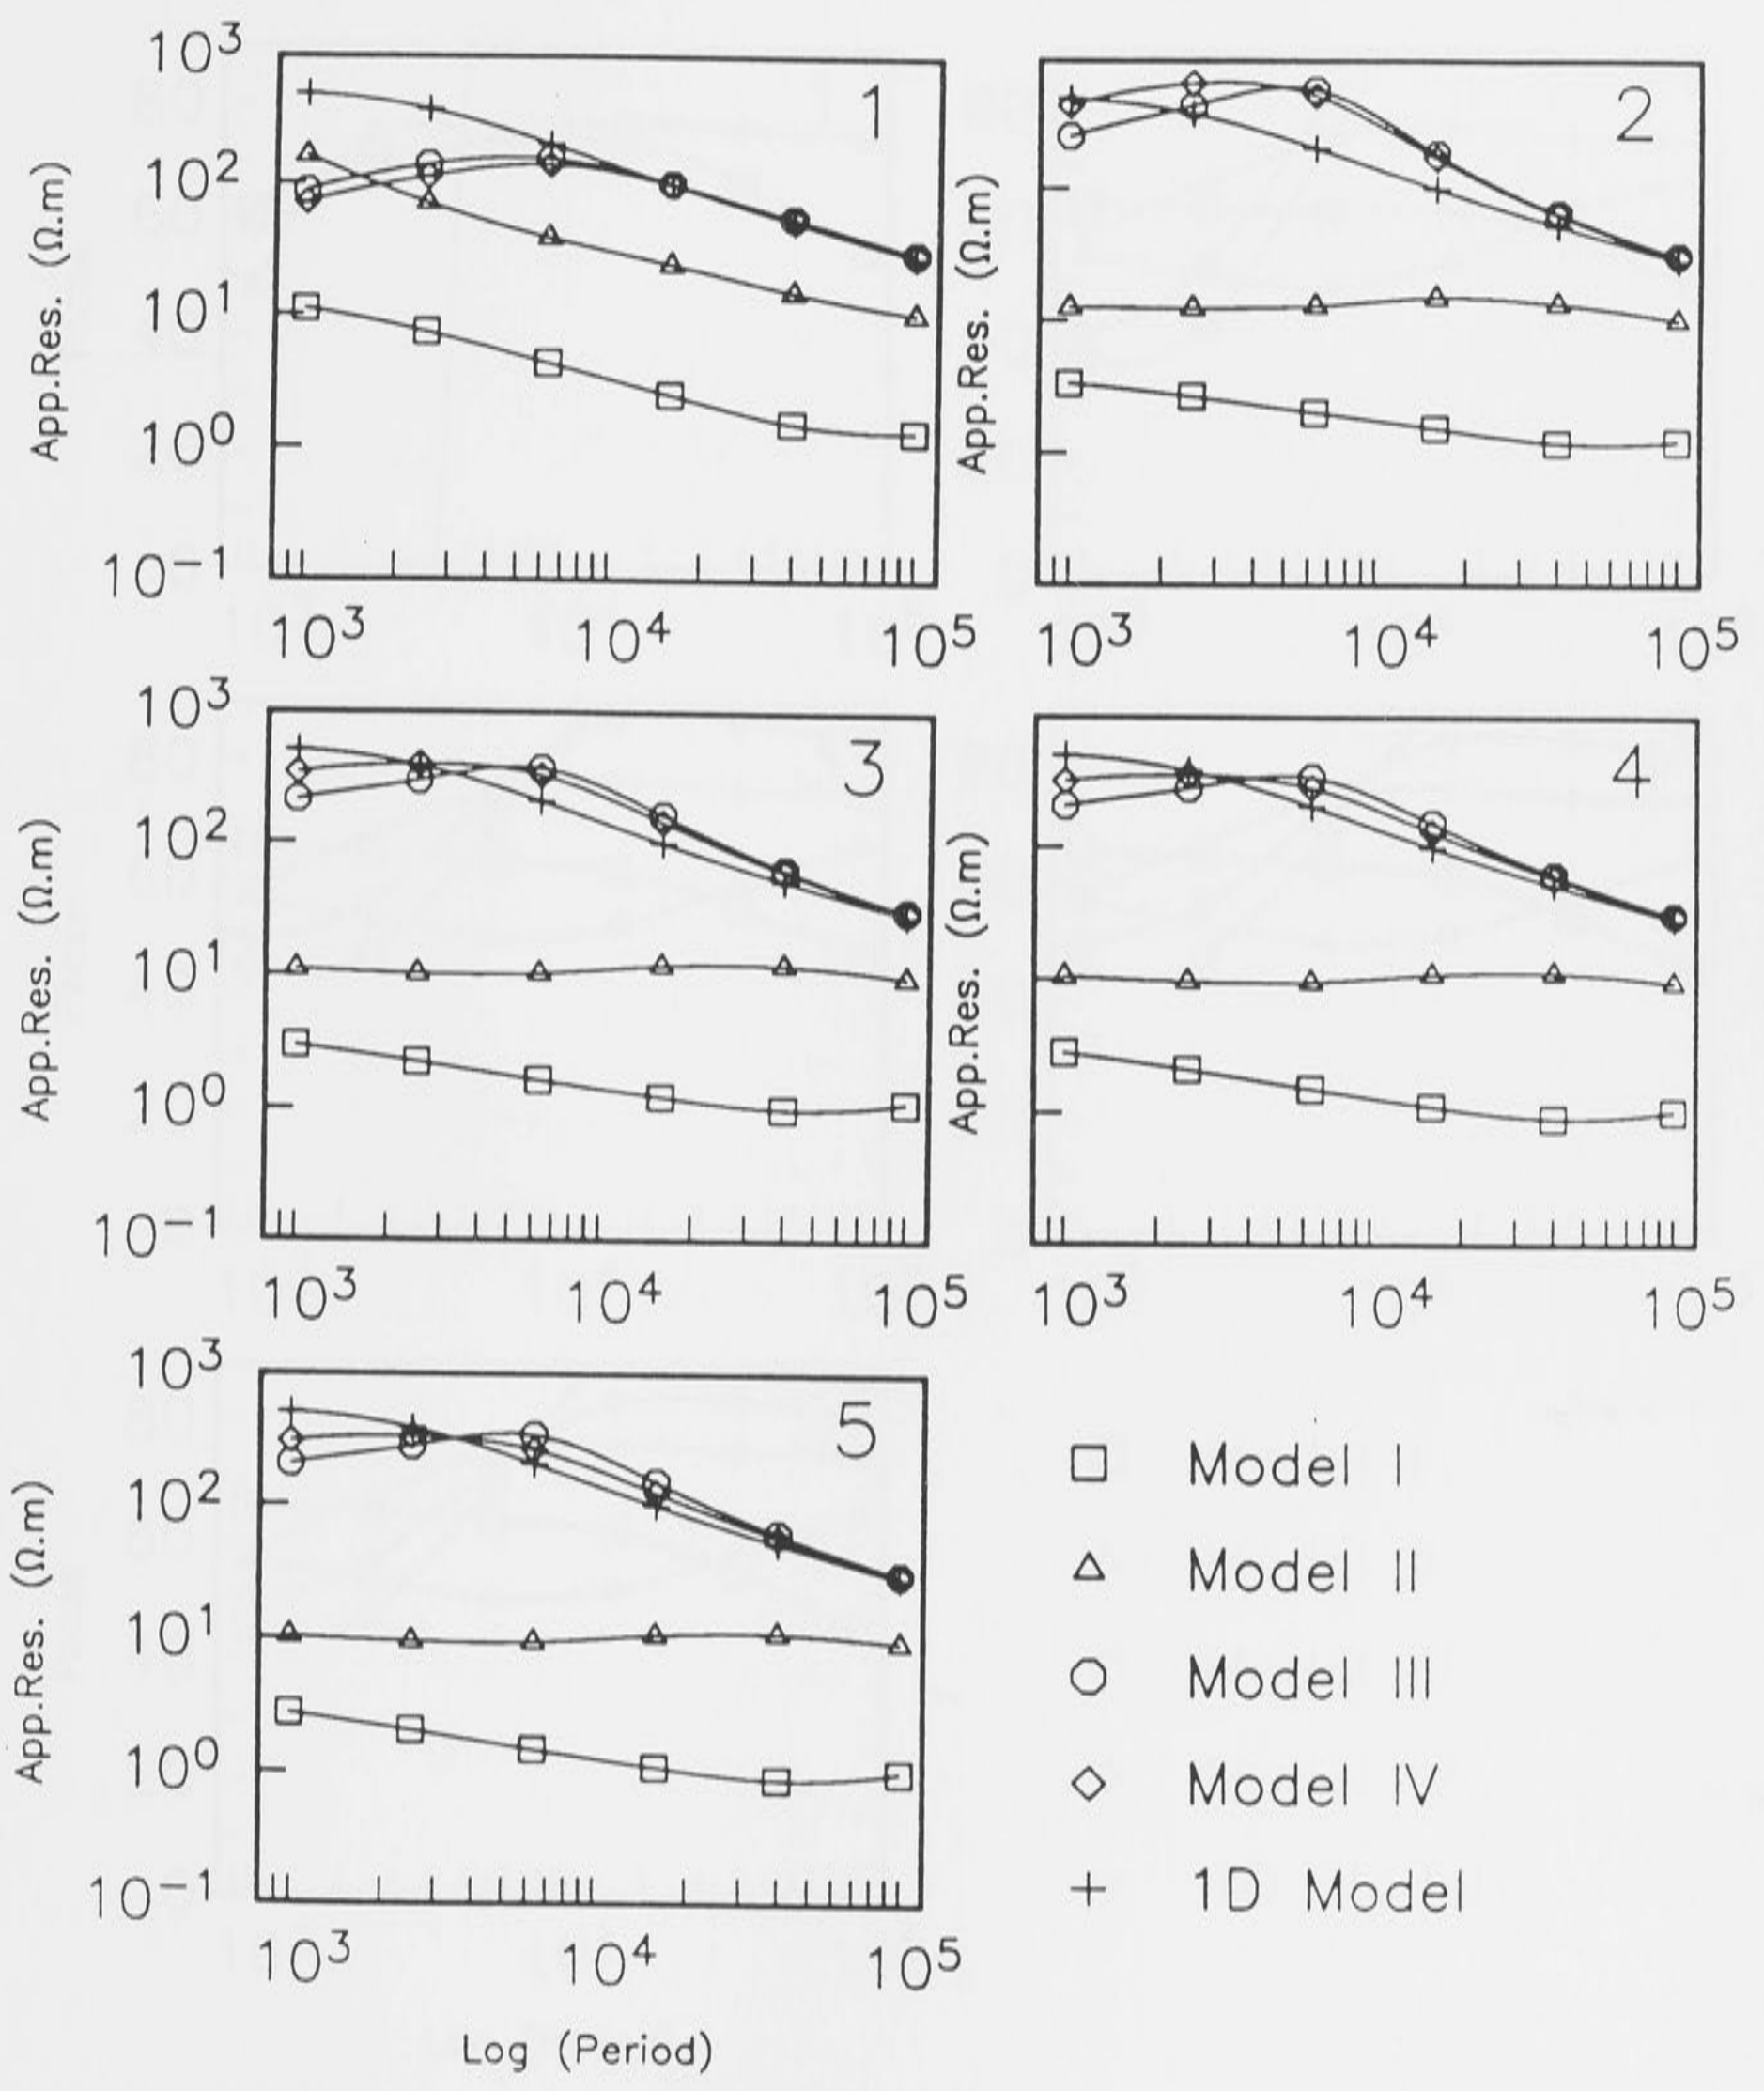 10³
10²
10¹
10⁰
10⁻¹
App.Res. (Ω.m)
1
10³ 10⁴ 10⁵
App.Res. (Ω.m)
2
10³ 10⁴ 10⁵
10³
10²
10¹
10⁰
10⁻¹
App.Res. (Ω.m)
3
10³ 10⁴ 10⁵
App.Res. (Ω.m)
4
10³ 10⁴ 10⁵
10³
10²
10¹
10⁰
10⁻¹
App.Res. (Ω.m)
5
10³ 10⁴ 10⁵
Log (Period)
Model I
Model II
Model III
Model IV
1D Model